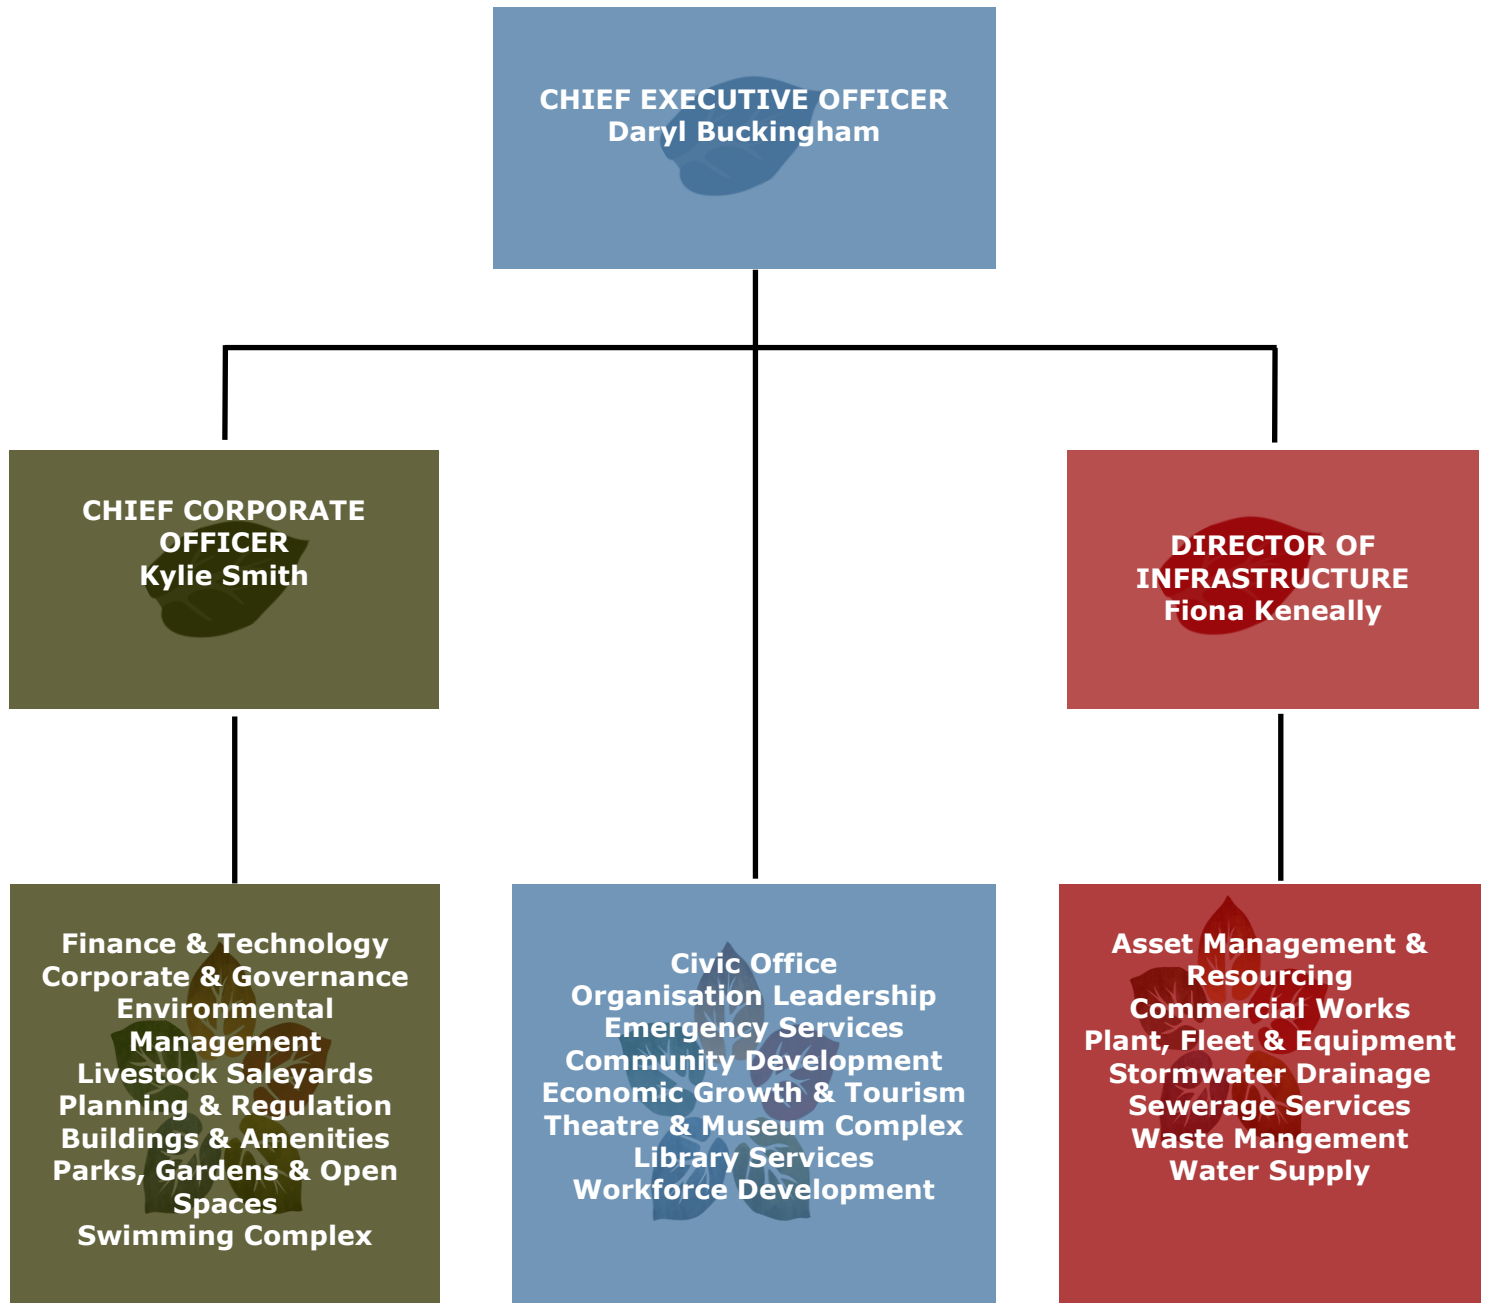 CHIEF EXECUTIVE OFFICER
Daryl Buckingham
CHIEF CORPORATE
OFFICER
Kylie Smith
DIRECTOR OF
INFRASTRUCTURE
Fiona Keneally
Finance & Technology
Corporate & Governance
Environmental
Management
Livestock Saleyards
Planning & Regulation
Buildings & Amenities
Parks, Gardens & Open
Spaces
Swimming Complex
Civic Office
Organisation Leadership
Emergency Services
Community Development
Economic Growth & Tourism
Theatre & Museum Complex
Library Services
Workforce Development
Asset Management &
Resourcing
Commercial Works
Plant, Fleet & Equipment
Stormwater Drainage
Sewerage Services
Waste Mangement
Water Supply